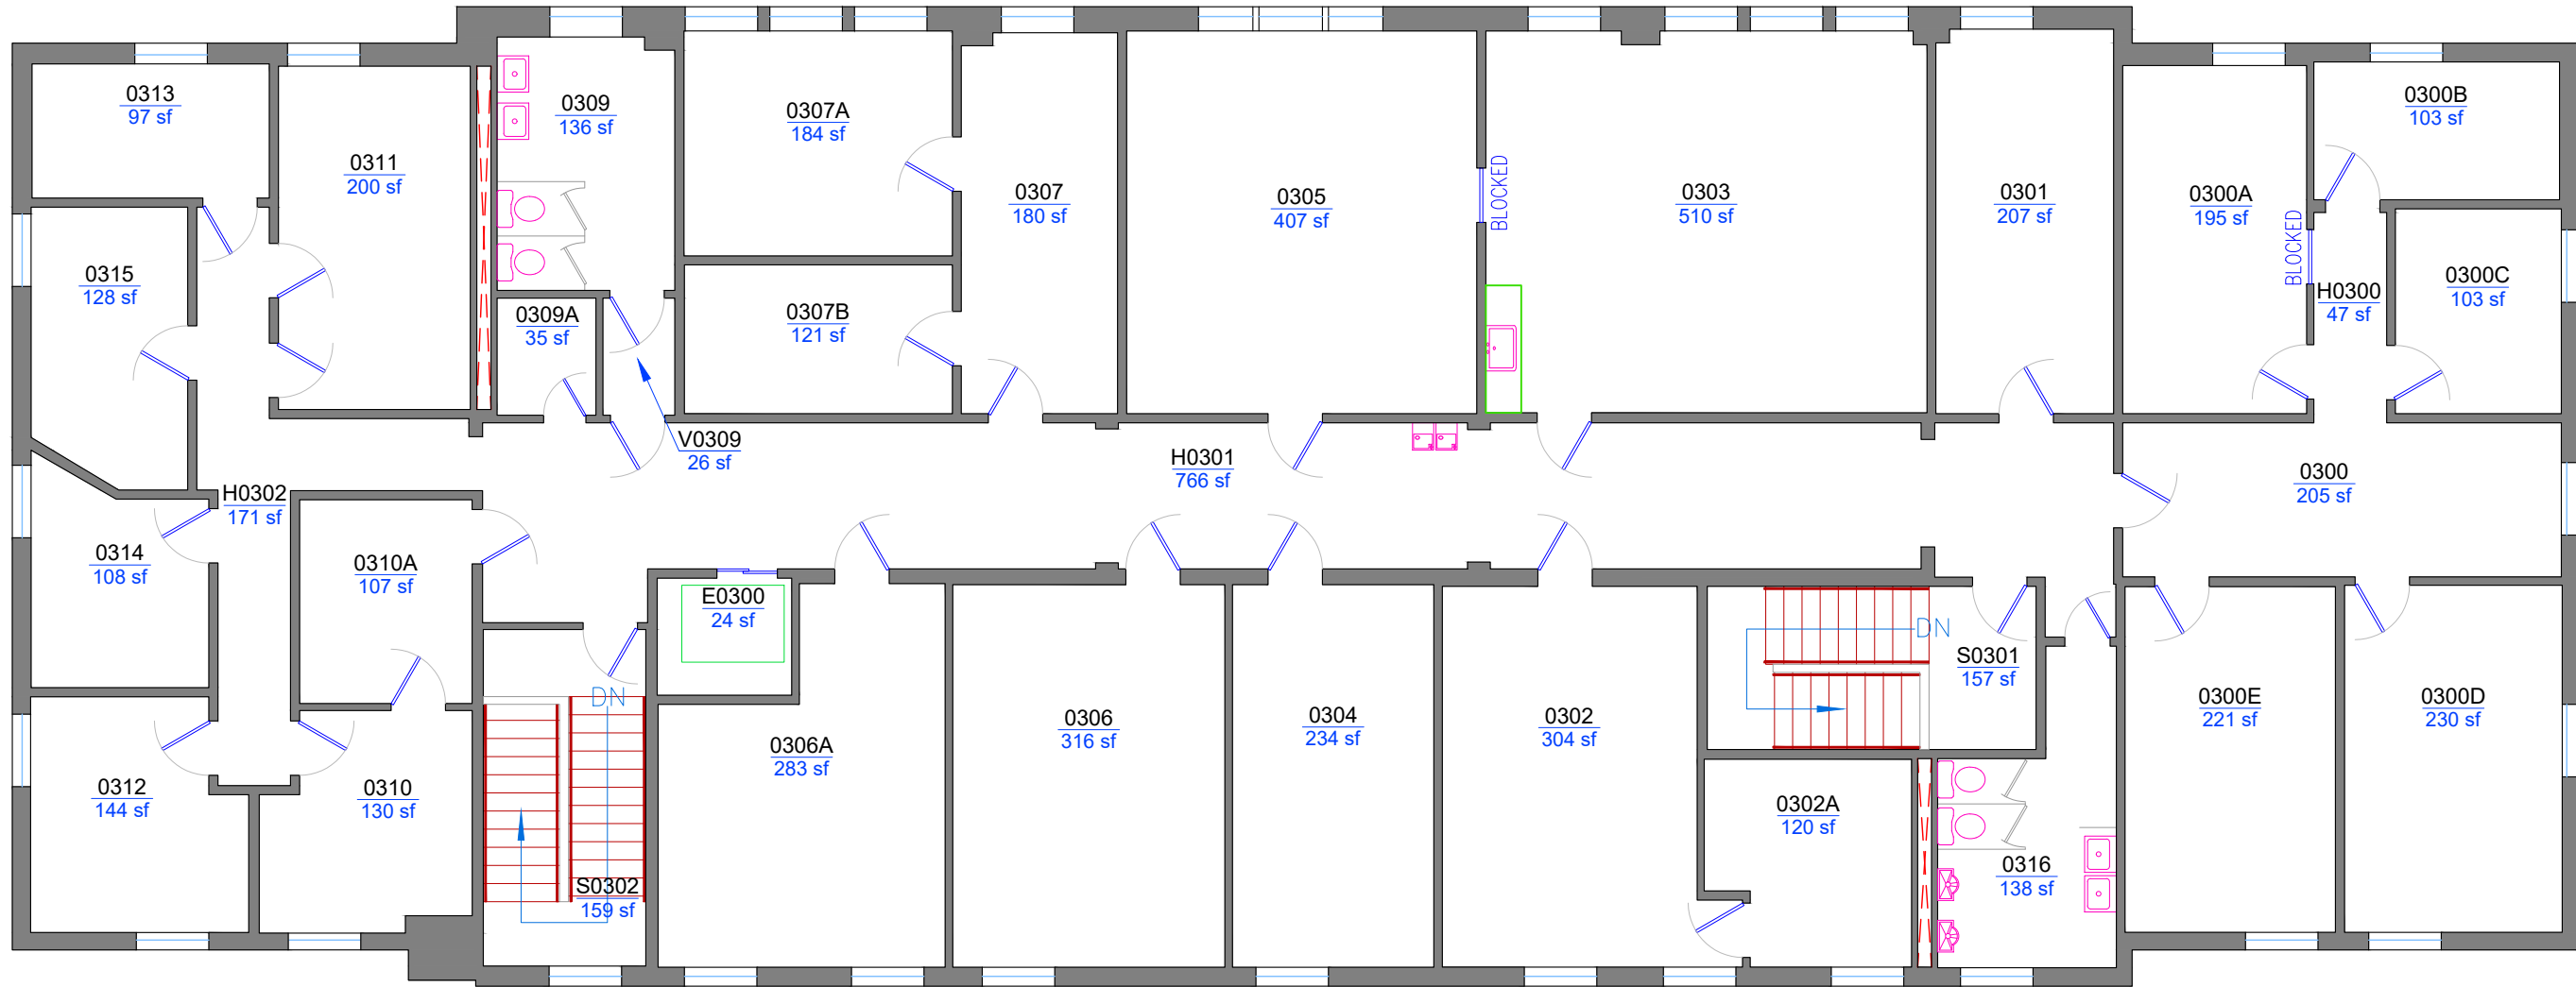 0313
97 sf
0311
200 sf
0309
136 sf
0307A
184 sf
0307
180 sf
0305
407 sf
BLOCKED
0303
510 sf
0301
207 sf
0300A
195 sf
BLOCKED
0300B
103 sf
0315
128 sf
0309A
35 sf
0307B
121 sf
H0300
47 sf
0300C
103 sf
V0309
26 sf
H0301
766 sf
0300
205 sf
H0302
171 sf
0314
108 sf
0310A
107 sf
E0300
24 sf
DN
S0301
157 sf
DN
0306A
283 sf
0306
316 sf
0304
234 sf
0302
304 sf
0300E
221 sf
0300D
230 sf
0312
144 sf
0310
130 sf
0302A
120 sf
S0302
159 sf
0316
138 sf